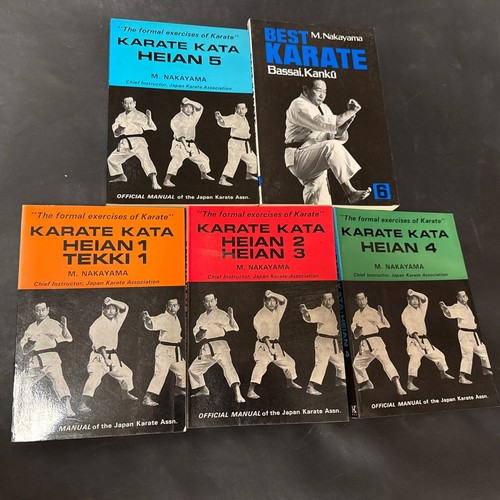 "The formal exercises of Karate"
KARATE KATA
HEIAN 5
M. NAKAYAMA
Chief Instructor, Japan Karate Association
OFFICIAL MANUAL of the Japan Karate Assn.
M. Nakayama
BEST
KARATE
Bassai, Kankū
6
"The formal exercises of Karate"
KARATE KATA
HEIAN 1
TEKKI 1
M. NAKAYAMA
Chief Instructor, Japan Karate Association
OFFICIAL MANUAL of the Japan Karate Assn.
"The formal exercises of Karate"
KARATE KATA
HEIAN 2
HEIAN 3
M. NAKAYAMA
Chief Instructor, Japan Karate Association
OFFICIAL MANUAL of the Japan Karate Assn.
"The formal exercises of Karate"
KARATE KATA
HEIAN 4
M. NAKAYAMA
Chief Instructor, Japan Karate Association
OFFICIAL MANUAL of the Japan Karate Assn.